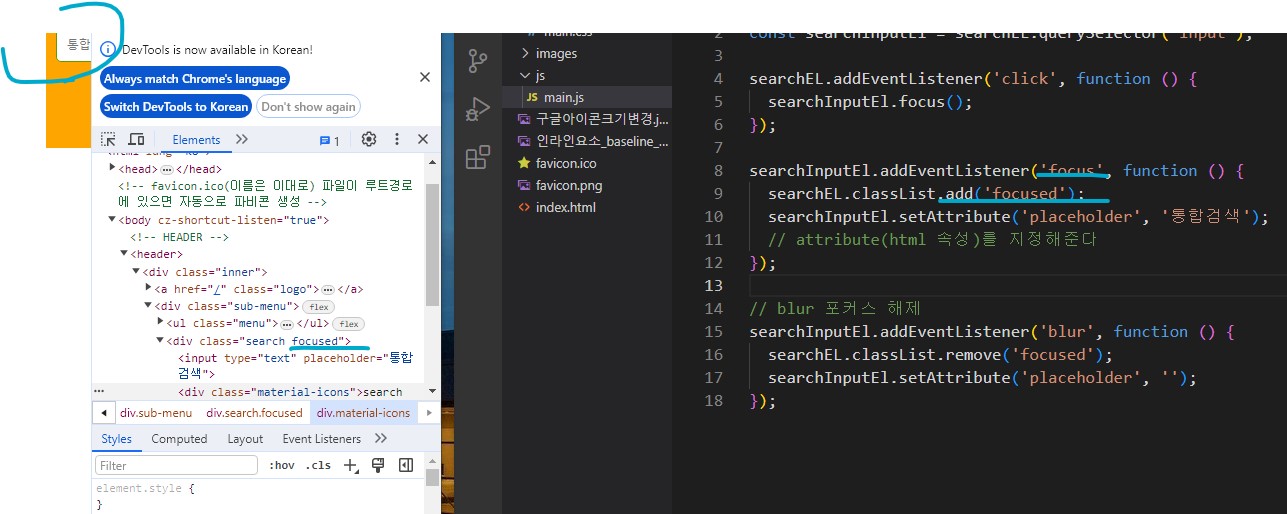 통합
DevTools is now available in Korean!
Always match Chrome's language
Switch DevTools to Korean Don't show again
Elements
1
<head> </head>
<!-- favicon.ico(이름은 이대로) 파일이 루트경로
에 있으면 자동으로 파비콘 생성 -->
<body cz-shortcut-listen="true">
<!-- HEADER -->
<header>
<div class="inner">
<a href="/" class="logo"> </a>
<div class="sub-menu"> flex
<ul class="menu"> </ul> flex
<div class="search focused">
<input type="text" placeholder="통합
검색">
<div class="material-icons">search
div.sub-menu div.search.focused div.material-icons
Styles Computed Layout Event Listeners
Filter :hov .cls
element.style {
}
main.css
images
js
JS main.js
구글아이콘크기변경.j...
인라인요소_baseline_...
favicon.ico
favicon.png
index.html
2 const searchInputEl = searchEL.querySelector('input');
3
4 searchEL.addEventListener('click', function () {
5 searchInputEl.focus();
6 });
7
8 searchInputEl.addEventListener('focus', function () {
9 searchEL.classList.add('focused');
10 searchInputEl.setAttribute('placeholder', '통합검색');
11 // attribute(html 속성)를 지정해준다
12 });
13
14 // blur 포커스 해제
15 searchInputEl.addEventListener('blur', function () {
16 searchEL.classList.remove('focused');
17 searchInputEl.setAttribute('placeholder', '');
18 });